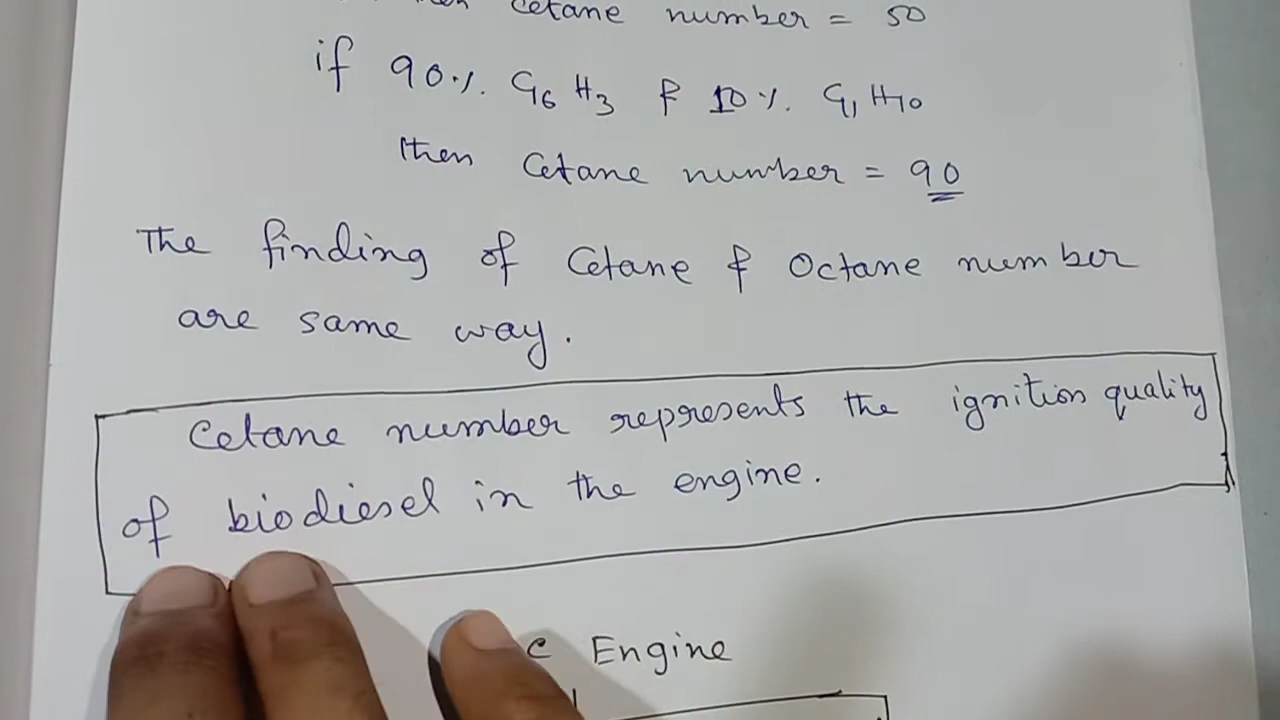 Cetane number = 50
if 90%. C16 H3 & 10%. C11 H10
then Cetane number = 90
The finding of Cetane & Octane number
are same way.
Cetane number represents the ignition quality
of biodiesel in the engine.
Engine